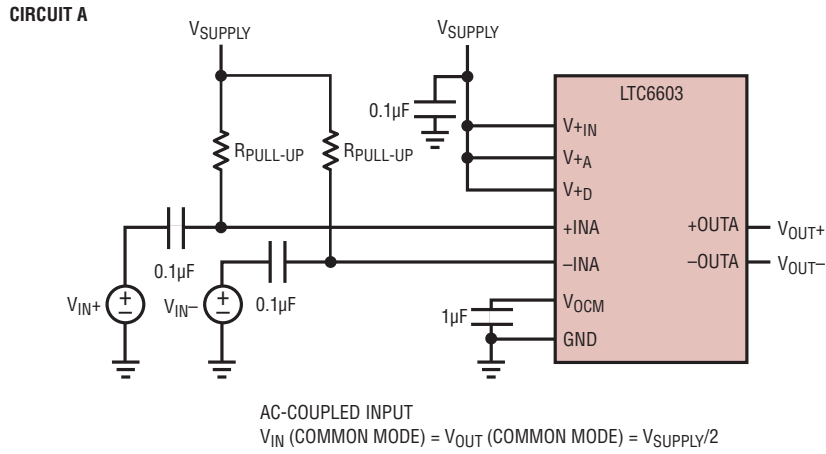 CIRCUIT A
VSUPPLY
VSUPPLY
LTC6603
0.1µF
V+IN
RPULL-UP
RPULL-UP
V+A
V+D
+INA
+OUTA
VOUT+
–INA
–OUTA
VOUT–
0.1µF
VIN+
+
–
VIN–
+
–
0.1µF
1µF
VOCM
GND
AC-COUPLED INPUT
VIN (COMMON MODE) = VOUT (COMMON MODE) = VSUPPLY/2